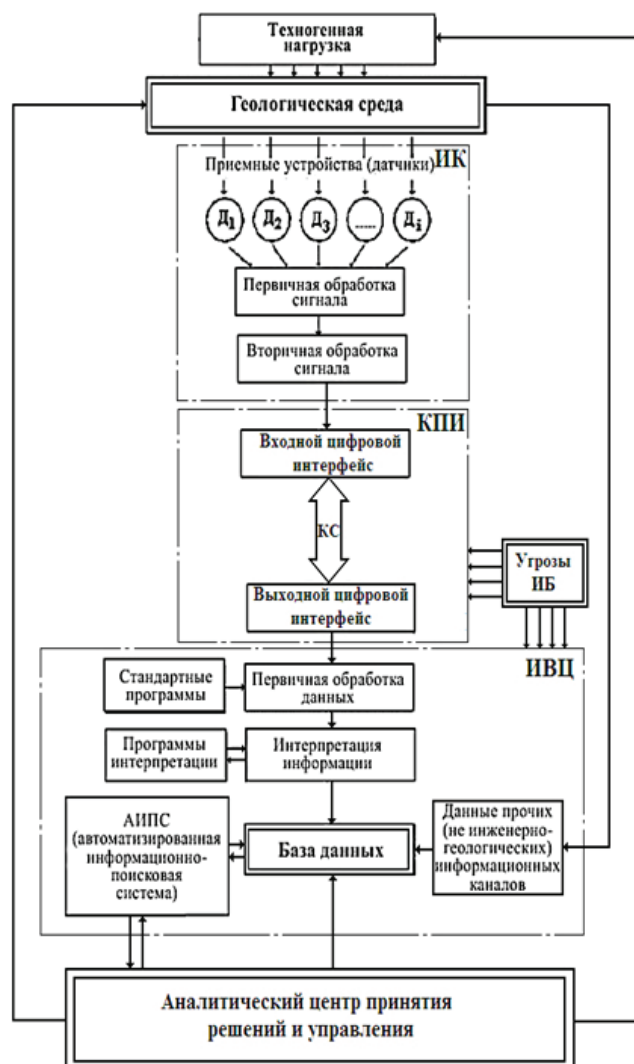 Техногенная
нагрузка
Геологическая среда
Приемные устройства (датчики)
ИК
Д1
Д2
Д3
.....
Дi
Первичная обработка
сигнала
Вторичная обработка
сигнала
КПИ
Входной цифровой
интерфейс
КС
Угрозы
ИБ
Выходной цифровой
интерфейс
ИВЦ
Стандартные
программы
Первичная обработка
данных
Программы
интерпретации
Интерпретация
информации
АИПС
(автоматизированная
информационно-
поисковая
система)
База данных
Данные прочих
(не инженерно-
геологических)
информационных
каналов
Аналитический центр принятия
решений и управления